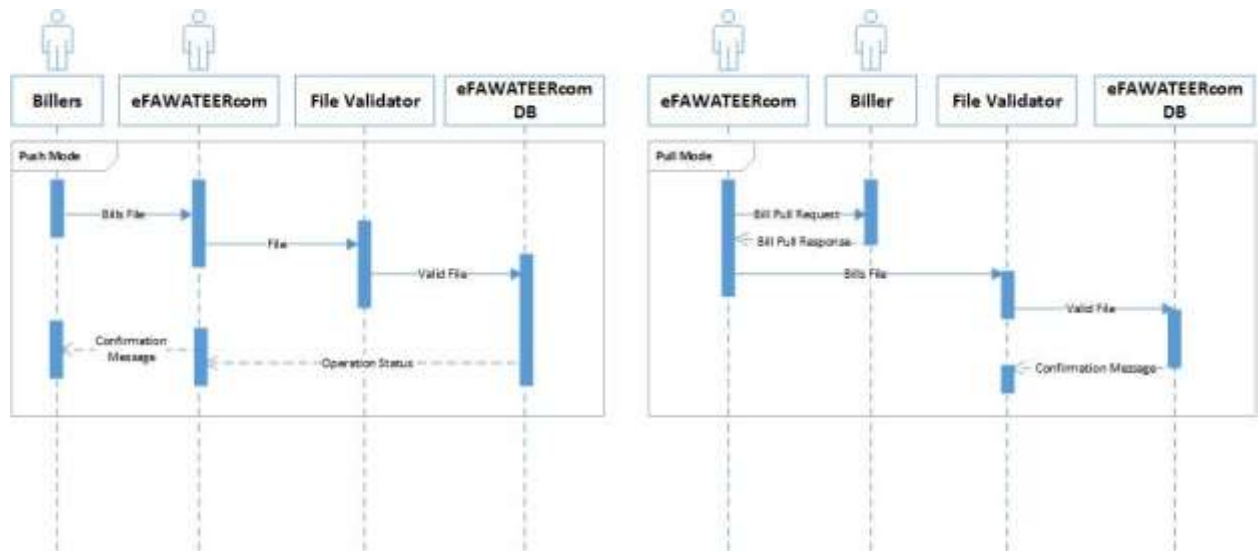 Billers
eFAWATEERcom
File Validator
eFAWATEERcom
DB
Push Mode
Bills File
File
Valid File
Confirmation
Message
Operation Status
eFAWATEERcom
Biller
File Validator
eFAWATEERcom
DB
Pull Mode
Bill Pull Request
Bill Pull Response
Bills File
Valid File
Confirmation Message